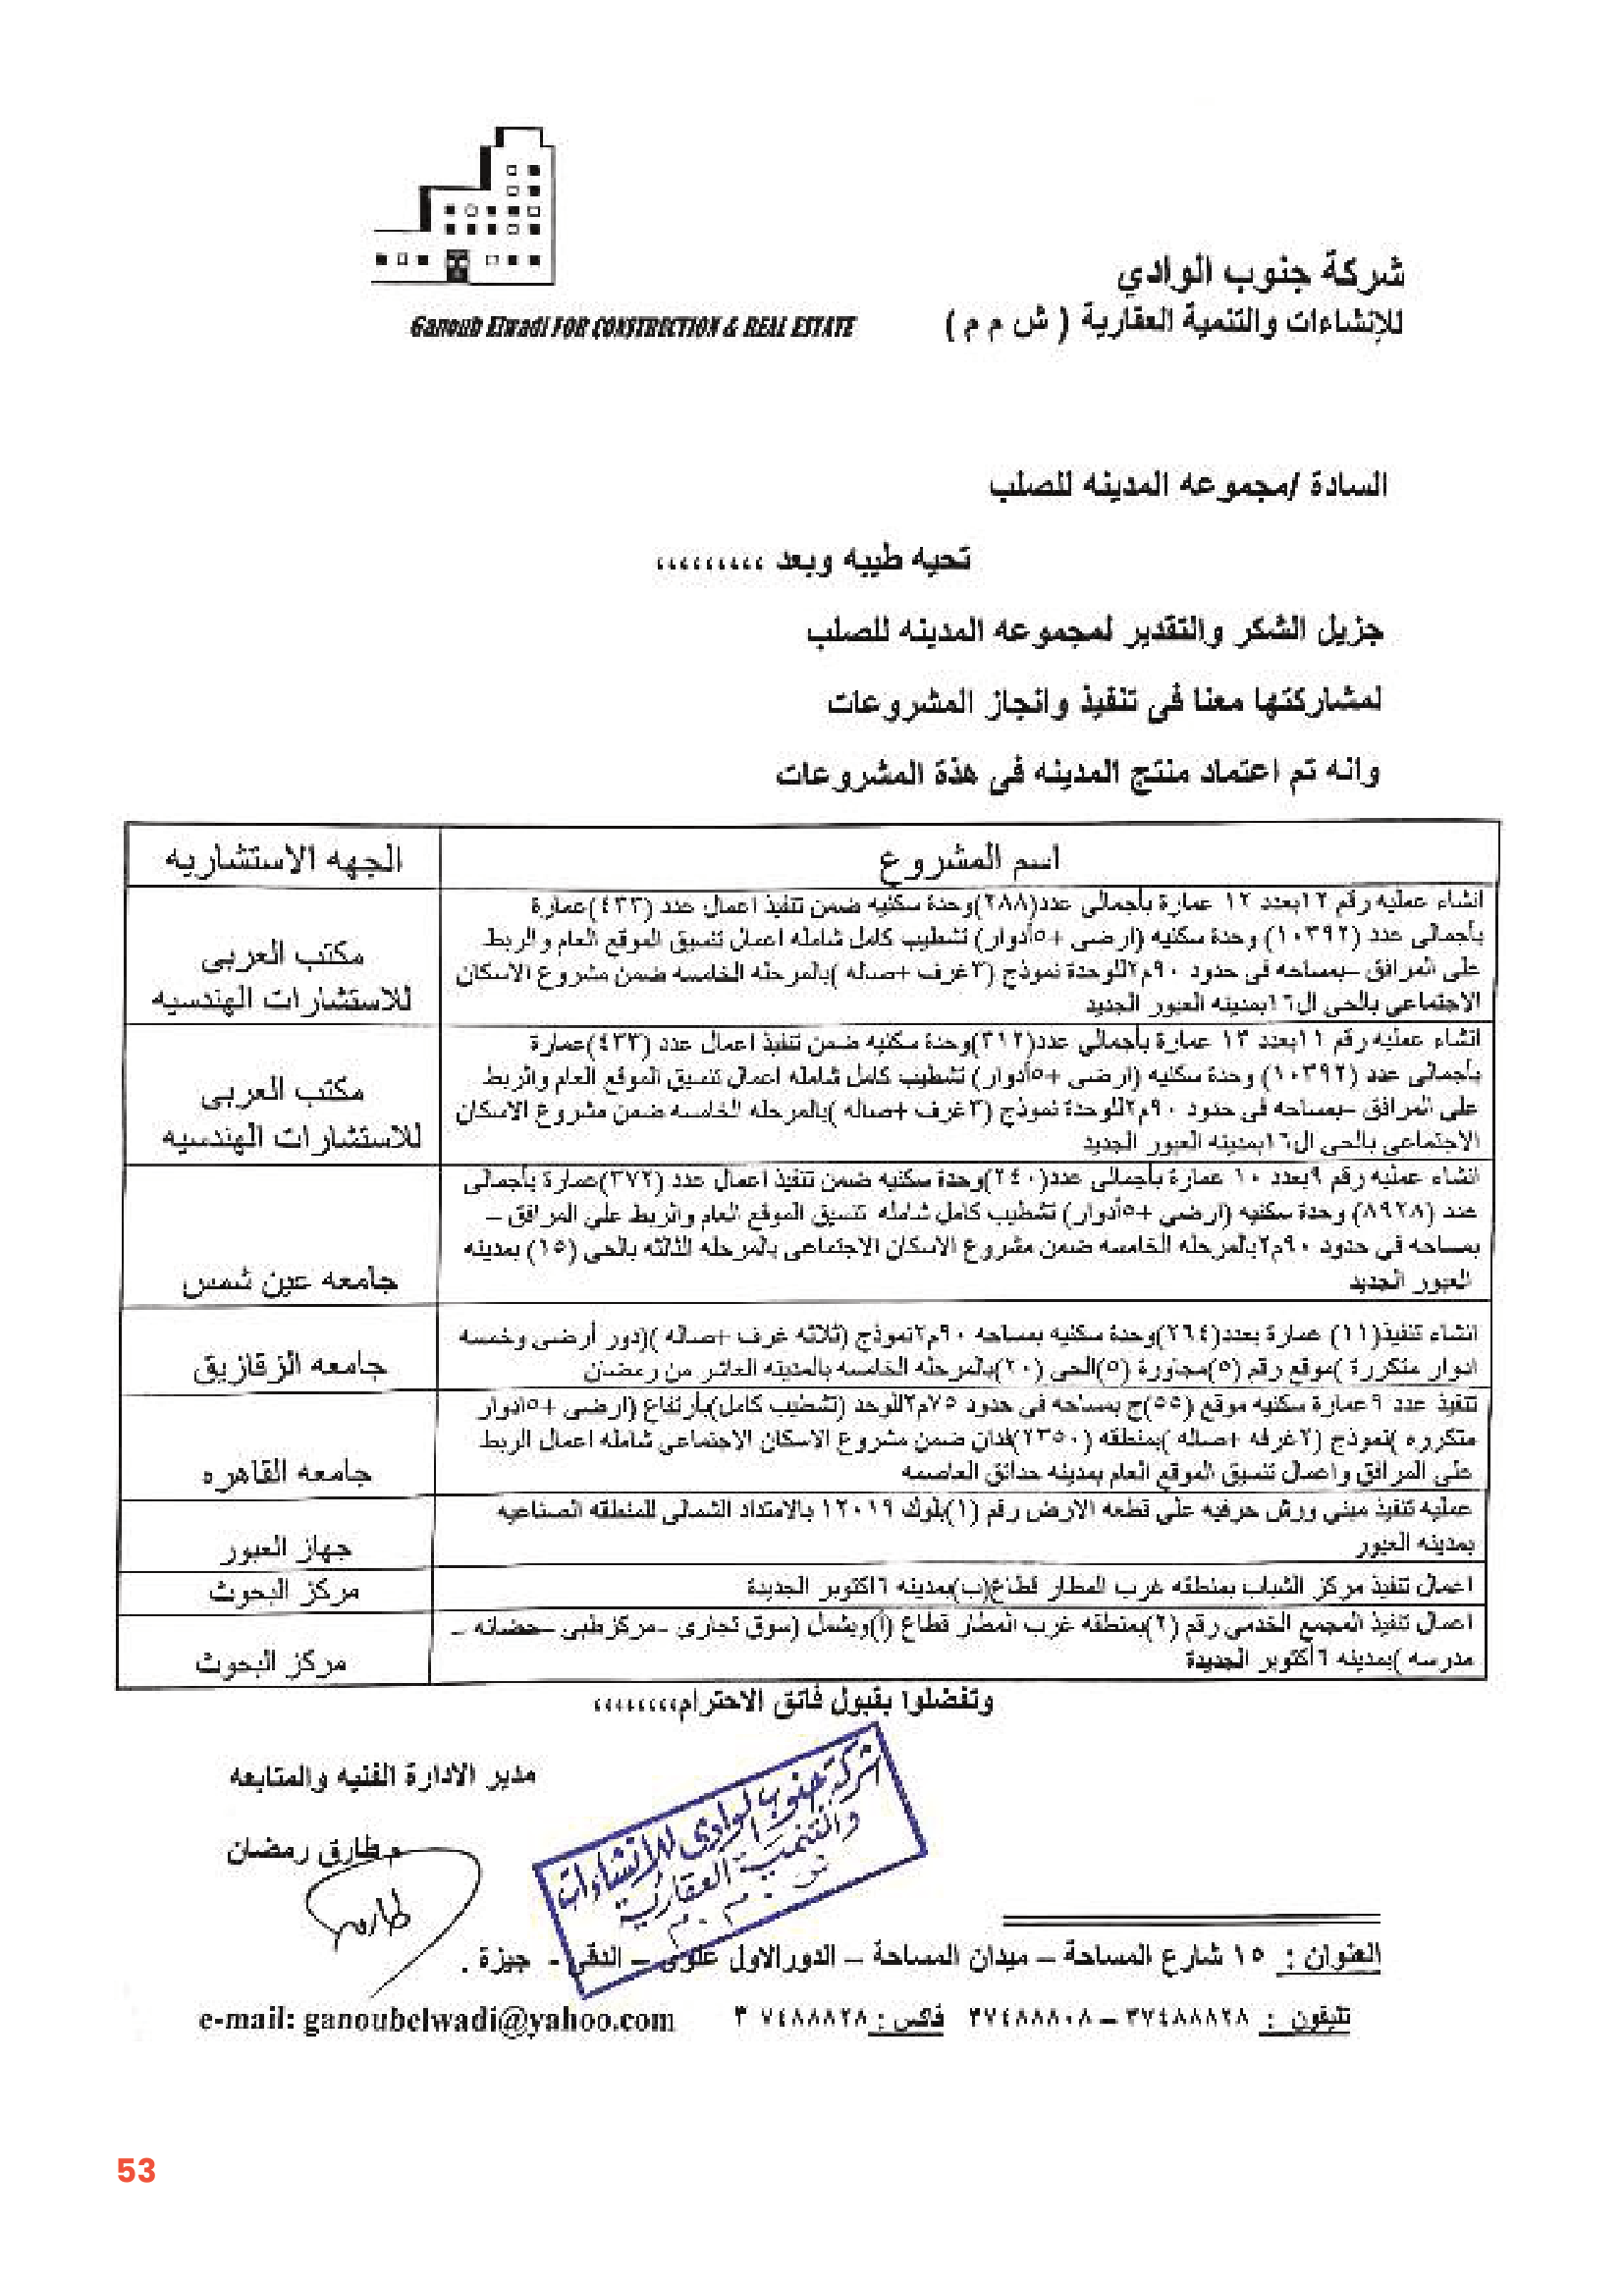 شركة جنوب الوادي
للإنشاءات والتنمية العقارية ( ش م م )
Ganoub Elwadi FOR CONSTRUCTION & REAL ESTATE
السادة /مجموعه المدينه للصلب
تحيه طيبه وبعد ،،،،،،،،،
جزيل الشكر والتقدير لمجموعه المدينه للصلب
لمشاركتها معنا فى تنفيذ وانجاز المشروعات
وانه تم اعتماد منتج المدينه فى هذة المشروعات
اسم المشروع
الجهه الاستشاريه
انشاء عمليه رقم ١٢بعدد ١٢ عمارة بأجمالى عدد(٢٨٨)وحدة سكنيه ضمن تنفيذ اعمال عدد (٤٣٣)عمارة
بأجمالى عدد (١٠٣٩٢) وحدة سكنيه (ارضى +٥أدوار) تشطيب كامل شامله اعمال تنسيق الموقع العام والربط
على المرافق –بمساحه فى حدود ٩٠م٢للوحدة نموذج (٣غرف +صاله )بالمرحله الخامسه ضمن مشروع الاسكان
الاجتماعى بالحى ال١٦بمدينه العبور الجديد
مكتب العربى
للاستشارات الهندسيه
انشاء عمليه رقم ١١بعدد ١٣ عمارة بأجمالى عدد(٣١٢)وحدة سكنيه ضمن تنفيذ اعمال عدد (٤٣٣)عمارة
بأجمالى عدد (١٠٣٩٢) وحدة سكنيه (ارضى +٥أدوار) تشطيب كامل شامله اعمال تنسيق الموقع العام والربط
على المرافق –بمساحه فى حدود ٩٠م٢للوحدة نموذج (٣غرف +صاله )بالمرحله الخامسه ضمن مشروع الاسكان
الاجتماعى بالحى ال١٦بمدينه العبور الجديد
مكتب العربى
للاستشارات الهندسيه
انشاء عمليه رقم ٩بعدد ١٠ عمارة بأجمالى عدد(٢٤٠)وحدة سكنيه ضمن تنفيذ اعمال عدد (٣٧٢)عمارة بأجمالى
عدد (٨٩٢٨) وحدة سكنيه (ارضى +٥أدوار) تشطيب كامل شامله تنسيق الموقع العام والربط على المرافق –
بمساحه فى حدود ٩٠م٢بالمرحله الخامسه ضمن مشروع الاسكان الاجتماعى بالمرحله الثالثه بالحى (١٥) بمدينه
العبور الجديد
جامعه عين شمس
انشاء تنفيذ(١١) عمارة بعدد(٢٦٤)وحدة سكنيه بمساحه ٩٠م٢نموذج (ثلاثه غرف +صاله )(دور أرضى وخمسه
ادوار متكررة )موقع رقم (٥)مجاورة (٥)الحى (٢٠)بالمرحله الخامسه بالمدينه العاشر من رمضان
جامعه الزقازيق
تنفيذ عدد ٩عمارة سكنيه موقع (٥٥)ج بمساحه فى حدود ٧٥م٢للوحد (تشطيب كامل)بأرتفاع (ارضى +٥ادوار
متكرره )نموذج (٢غرفه +صاله )بمنطقه (٢٣٥٠)فدان ضمن مشروع الاسكان الاجتماعى شامله اعمال الربط
على المرافق واعمال تنسيق الموقع العام بمدينه حدائق العاصمه
جامعه القاهره
عمليه تنفيذ مبنى ورش حرفيه على قطعه الارض رقم (١)بلوك ١٢٠١٩ بالامتداد الشمالى للمنطقه الصناعيه
بمدينه العبور
جهاز العبور
اعمال تنفيذ مركز الشباب بمنطقه غرب المطار قطاع(ب)بمدينه ٦اكتوبر الجديدة
مركز البحوث
اعمال تنفيذ المجمع الخدمى رقم (٢)بمنطقه غرب المطار قطاع (أ)ويشمل (سوق تجارى -مركزطبى –حضانه –
مدرسه )بمدينه ٦أكتوبر الجديدة
مركز البحوث
وتفضلوا بقبول فائق الاحترام،،،،،،،،
مدير الادارة الفنيه والمتابعه
م طارق رمضان
طارق
شركة جنوب الوادى للانشاءات
والتنمية العقارية
ش.م.م
العنوان : ١٥ شارع المساحة – ميدان المساحة – الدورالاول علوى – الدقى - جيزة .
تليفون : ٣٧٤٨٨٨٢٨ – ٣٧٤٨٨٨٠٨ فاكس : ٧٤٨٨٨٢٨ ٣ e-mail: ganoubelwadi@yahoo.com
53